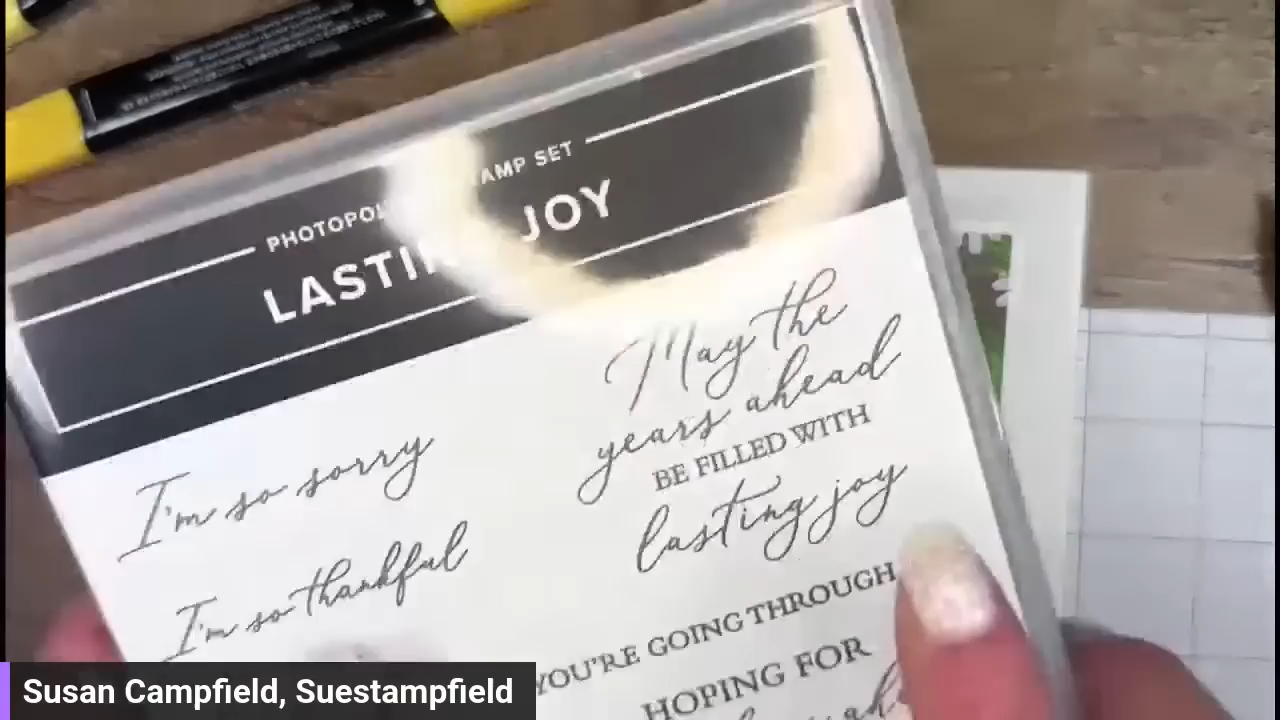 PHOTOPOL AMP SET
LASTIN JOY
May the
years ahead
BE FILLED WITH
lasting joy
I'm so sorry
I'm so thankful
YOU'RE GOING THROUGH
HOPING FOR
Susan Campfield, Suestampfield